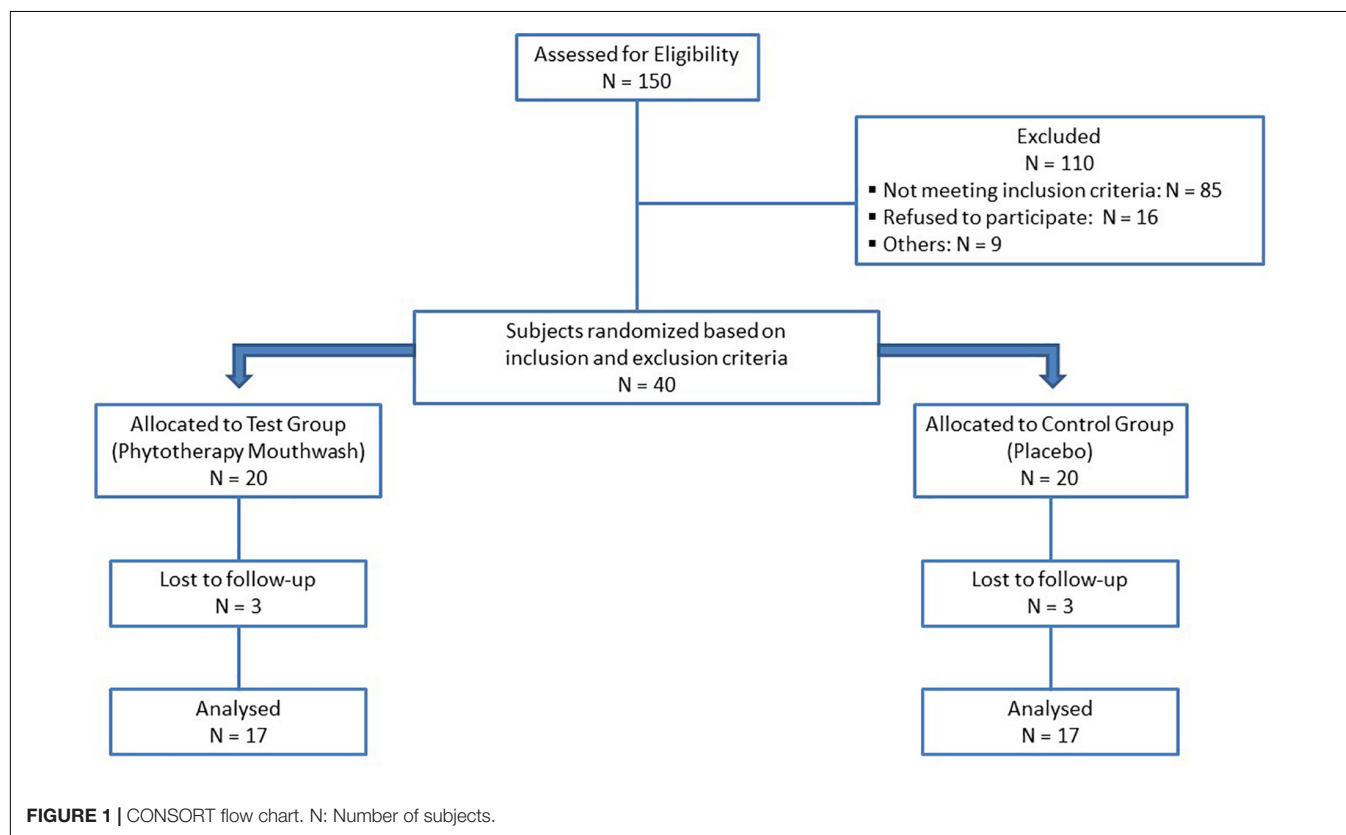 Assessed for Eligibility
N = 150
Excluded
N = 110
▪ Not meeting inclusion criteria: N = 85
▪ Refused to participate: N = 16
▪ Others: N = 9
Subjects randomized based on
inclusion and exclusion criteria
N = 40
Allocated to Test Group
(Phytotherapy Mouthwash)
N = 20
Allocated to Control Group
(Placebo)
N = 20
Lost to follow-up
N = 3
Lost to follow-up
N = 3
Analysed
N = 17
Analysed
N = 17
FIGURE 1 | CONSORT flow chart. N: Number of subjects.